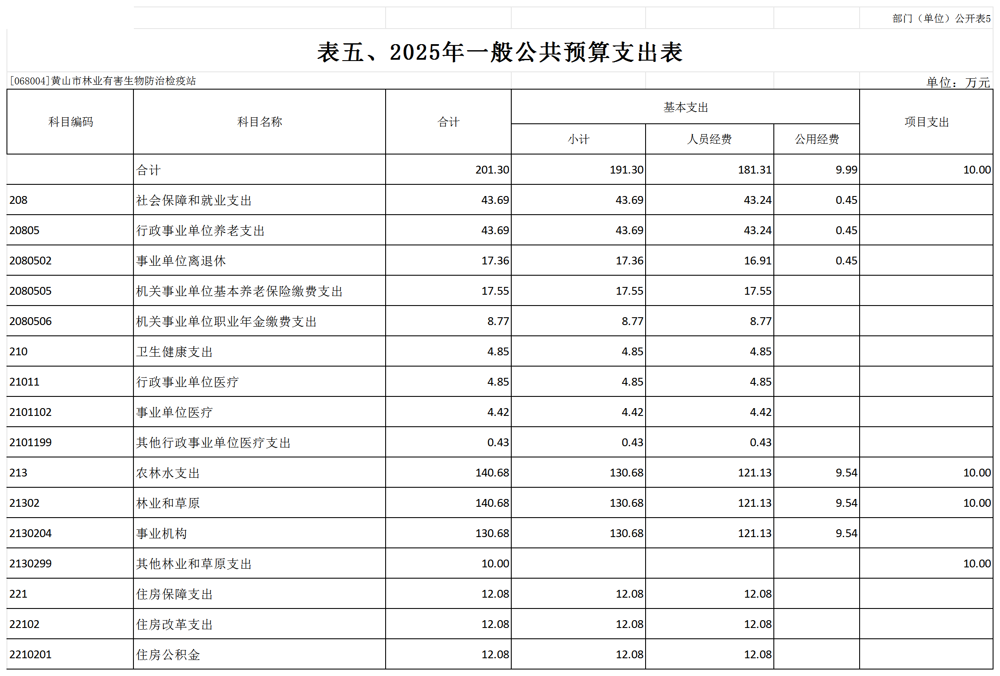 部门（单位）公开表5
表五、2025年一般公共预算支出表
[068004]黄山市林业有害生物防治检疫站 单位：万元
科目编码 科目名称 合计 基本支出 项目支出
小计 人员经费 公用经费
合计 201.30 191.30 181.31 9.99 10.00
208 社会保障和就业支出 43.69 43.69 43.24 0.45
20805 行政事业单位养老支出 43.69 43.69 43.24 0.45
2080502 事业单位离退休 17.36 17.36 16.91 0.45
2080505 机关事业单位基本养老保险缴费支出 17.55 17.55 17.55
2080506 机关事业单位职业年金缴费支出 8.77 8.77 8.77
210 卫生健康支出 4.85 4.85 4.85
21011 行政事业单位医疗 4.85 4.85 4.85
2101102 事业单位医疗 4.42 4.42 4.42
2101199 其他行政事业单位医疗支出 0.43 0.43 0.43
213 农林水支出 140.68 130.68 121.13 9.54 10.00
21302 林业和草原 140.68 130.68 121.13 9.54 10.00
2130204 事业机构 130.68 130.68 121.13 9.54
2130299 其他林业和草原支出 10.00 10.00
221 住房保障支出 12.08 12.08 12.08
22102 住房改革支出 12.08 12.08 12.08
2210201 住房公积金 12.08 12.08 12.08